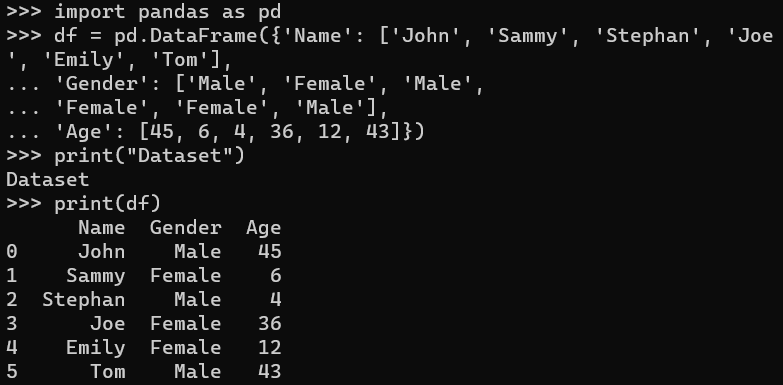 >>> import pandas as pd
>>> df = pd.DataFrame({'Name': ['John', 'Sammy', 'Stephan', 'Joe
', 'Emily', 'Tom'],
... 'Gender': ['Male', 'Female', 'Male',
... 'Female', 'Female', 'Male'],
... 'Age': [45, 6, 4, 36, 12, 43]})
>>> print("Dataset")
Dataset
>>> print(df)
      Name  Gender  Age
0     John    Male   45
1    Sammy  Female    6
2  Stephan    Male    4
3      Joe  Female   36
4    Emily  Female   12
5      Tom    Male   43